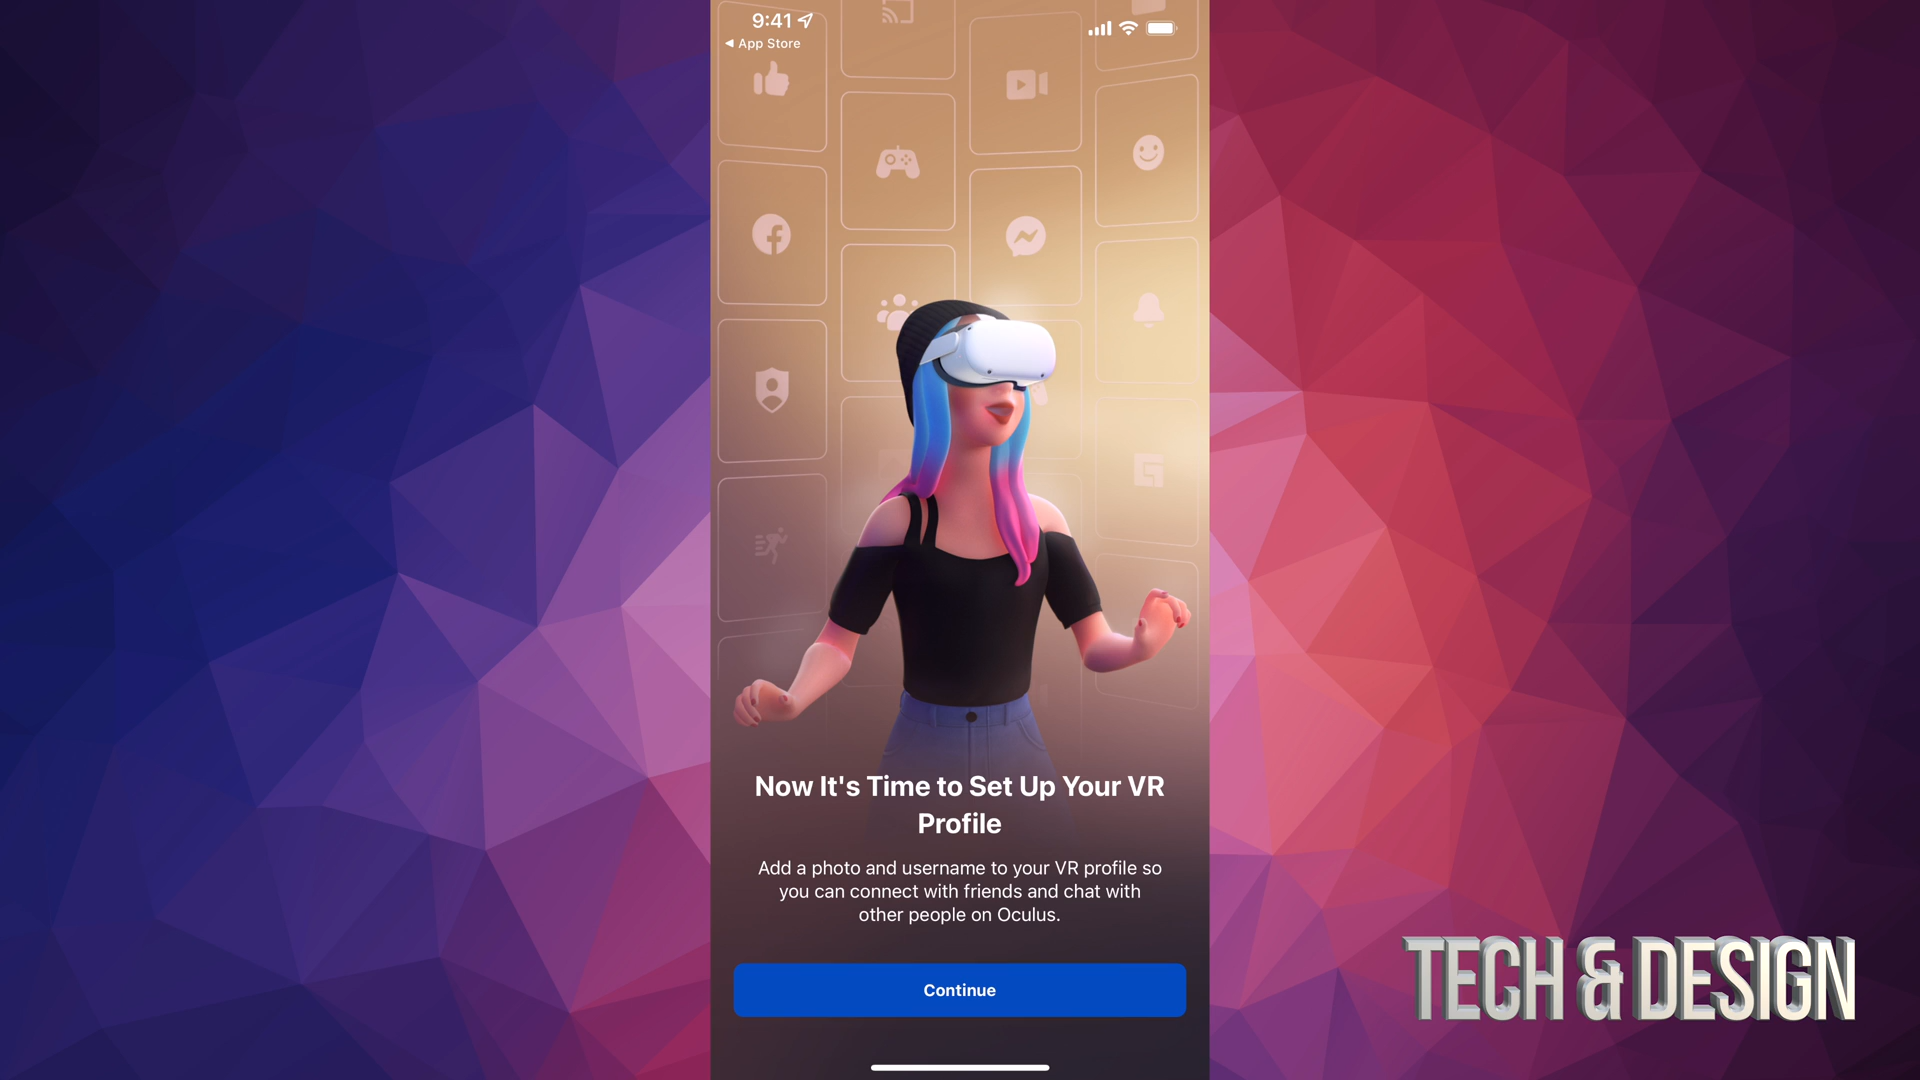 9:41
◀ App Store
Now It's Time to Set Up Your VR
Profile
Add a photo and username to your VR profile so
you can connect with friends and chat with
other people on Oculus.
Continue
TECH & DESIGN